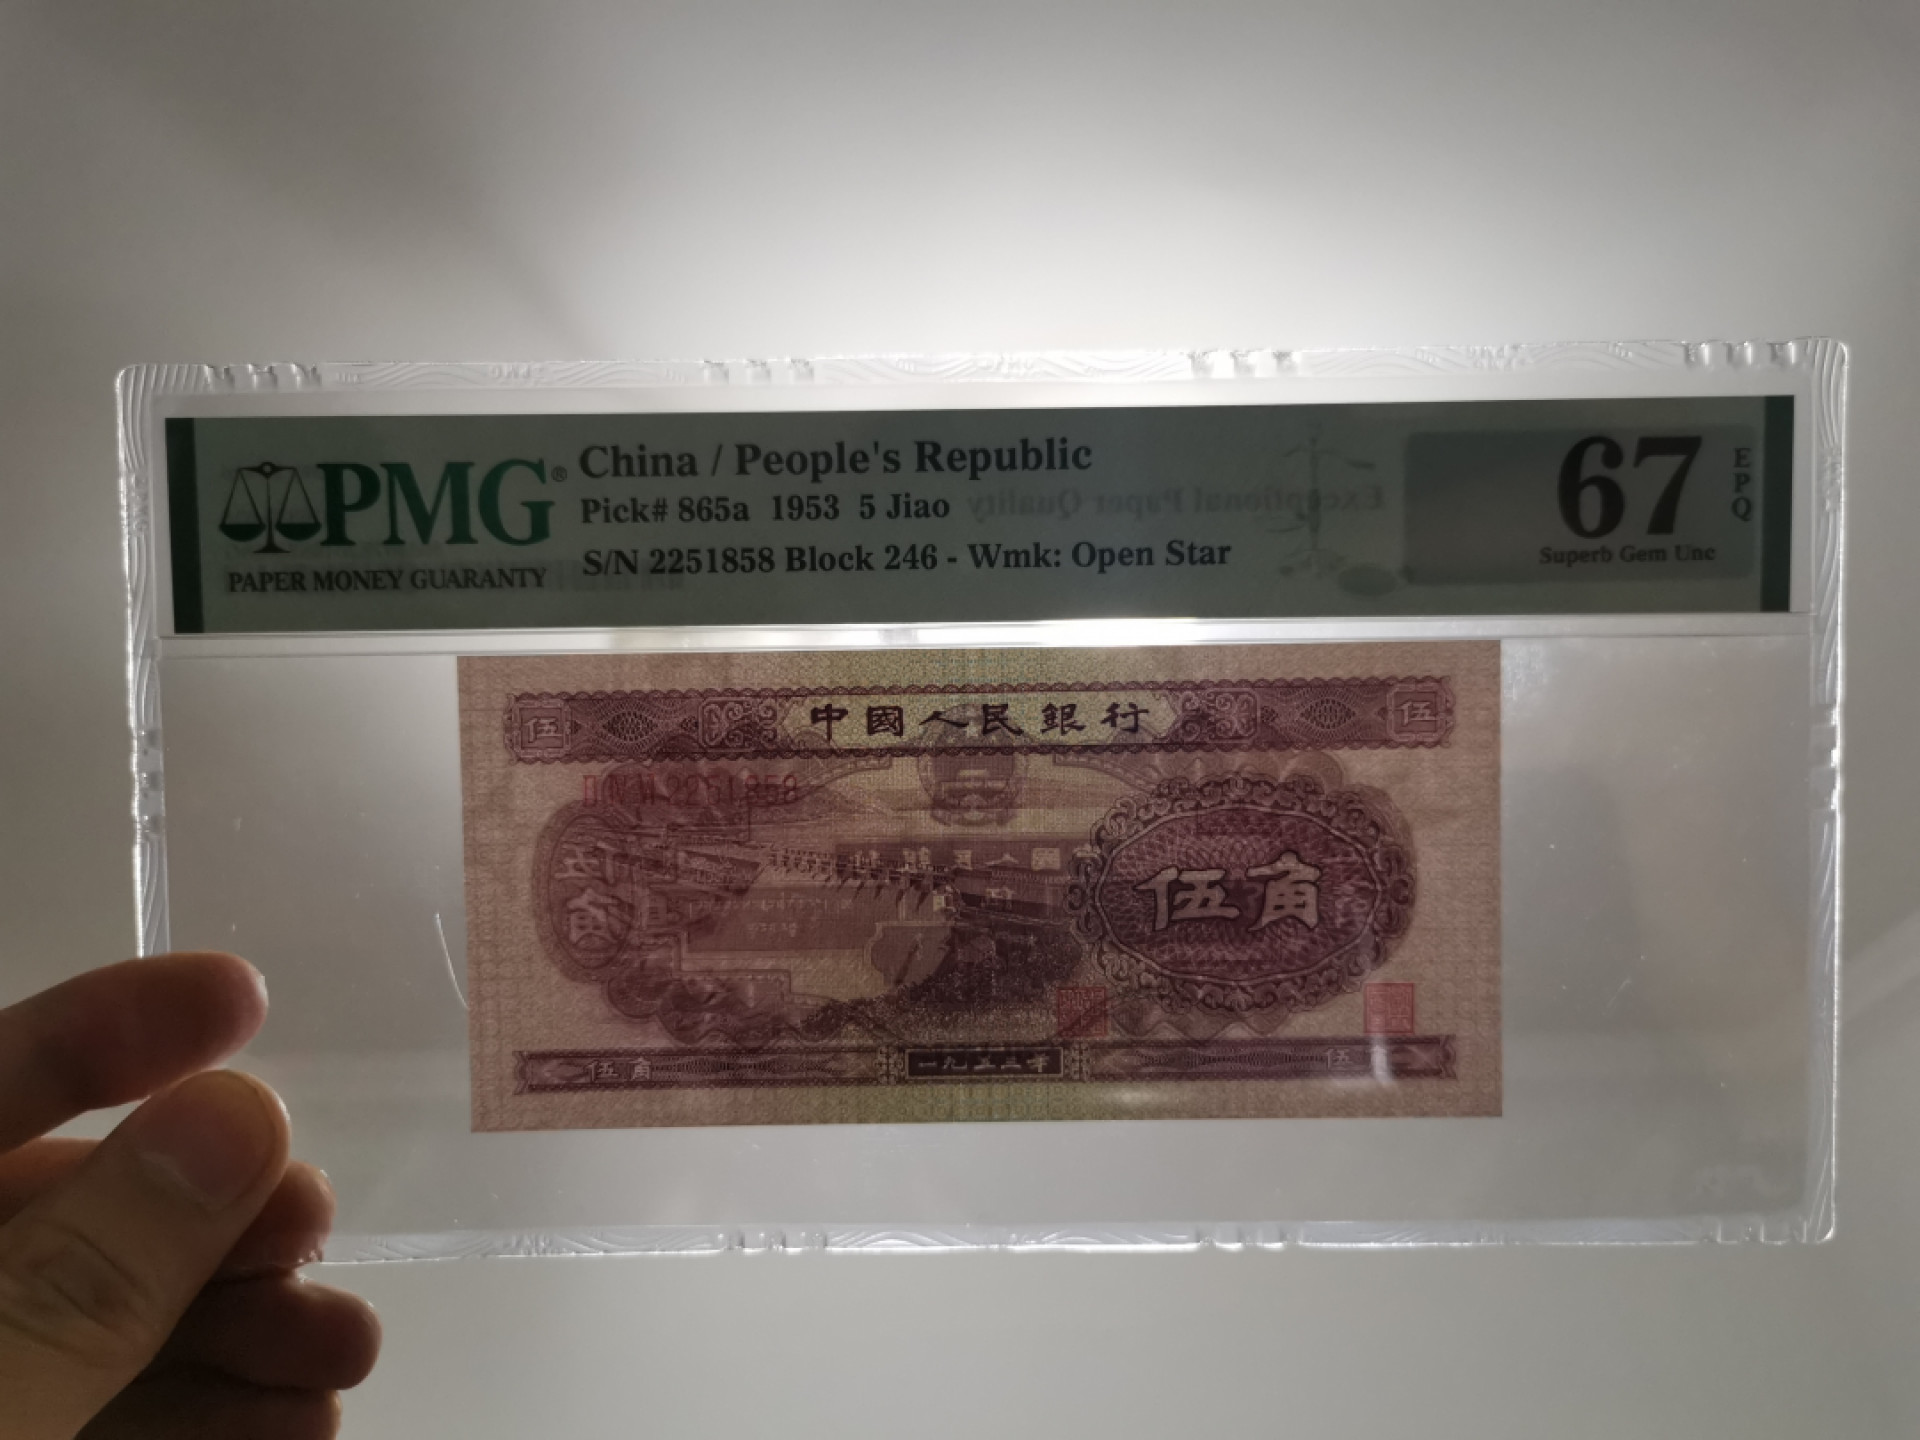 PMG®
PAPER MONEY GUARANTY
China / People's Republic
Pick# 865a 1953 5 Jiao
S/N 2251858 Block 246 - Wmk: Open Star
67
EPQ
Superb Gem Unc
Exceptional Paper Quality
伍
中國人民銀行
伍
2251858
伍角
伍角
一九五三年
伍角